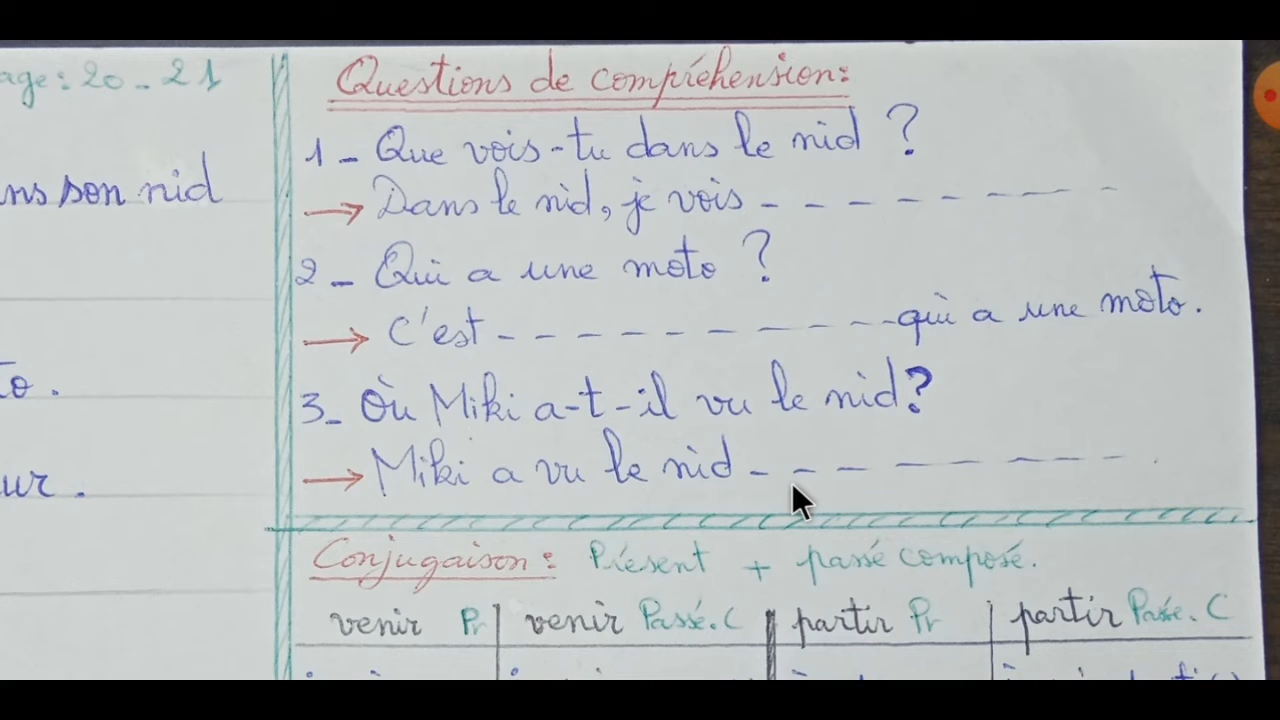 age : 20 - 21
ns son nid
to.
ur.
Questions de compréhension:
1 - Que vois-tu dans le nid ?
→ Dans le nid, je vois - - - - - - - - -
2 - Qui a une moto ?
→ C'est - - - - - - - - - - qui a une moto.
3 - Où Miki a-t-il vu le nid ?
→ Miki a vu le nid - - - - - - - - - .
Conjugaison : Présent + passé composé.
venir Pr venir Passé. C partir Pr partir Passé. C